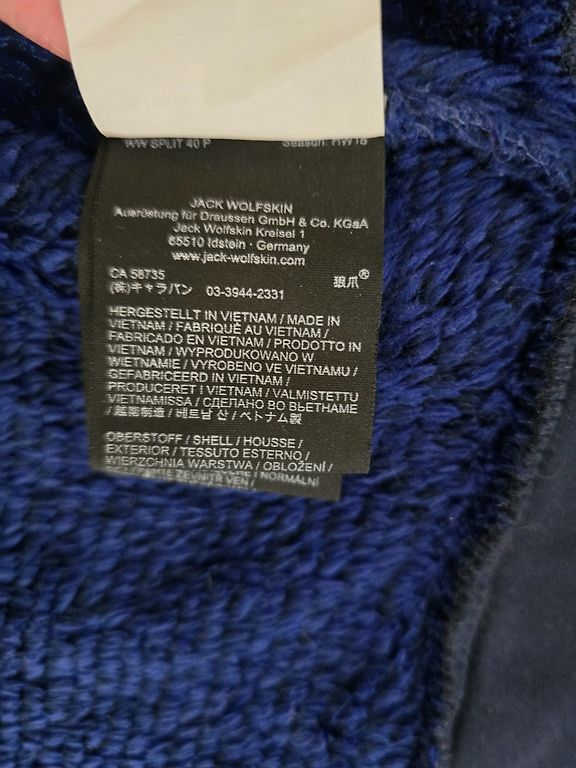 WW SPLIT 40 P Season: HW18
JACK WOLFSKIN
Ausrüstung für Draussen GmbH & Co. KGaA
Jack Wolfskin Kreisel 1
65510 Idstein · Germany
www.jack-wolfskin.com
CA 58735 狼爪®
(株)キャラバン 03-3944-2331
HERGESTELLT IN VIETNAM / MADE IN
VIETNAM / FABRIQUÉ AU VIETNAM /
FABRICADO EN VIETNAM / PRODOTTO IN
VIETNAM / WYPRODUKOWANO W
WIETNAMIE / VYROBENO VE VIETNAMU /
GEFABRICEERD IN VIETNAM /
PRODUCERET I VIETNAM / VALMISTETTU
VIETNAMISSA / СДЕЛАНО ВО ВЬЕТНАМЕ
/ 越南制造 / 베트남 산 / ベトナム製
OBERSTOFF / SHELL / HOUSSE /
EXTERIOR / TESSUTO ESTERNO /
WIERZCHNIA WARSTWA / OBLOŽENÍ /
/ NORMÁLNÍ
ZEVNITŘ VEN /